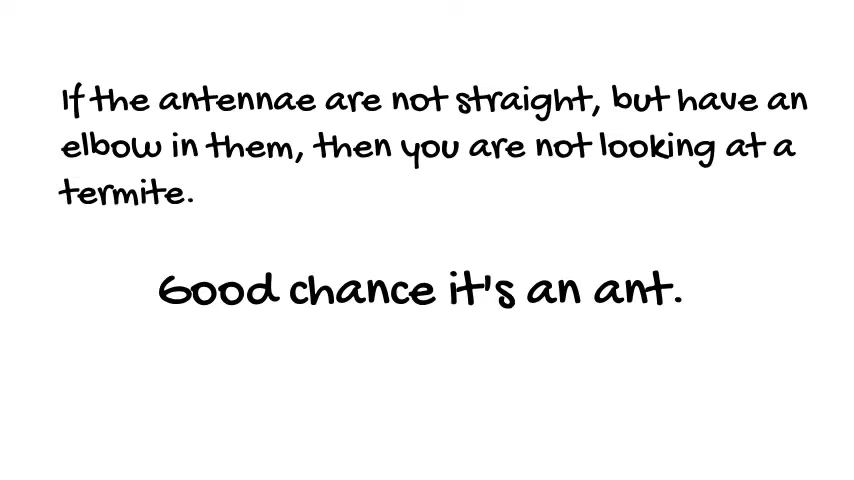 If the antennae are not straight, but have an
elbow in them, then you are not looking at a
termite.
Good chance it's an ant.